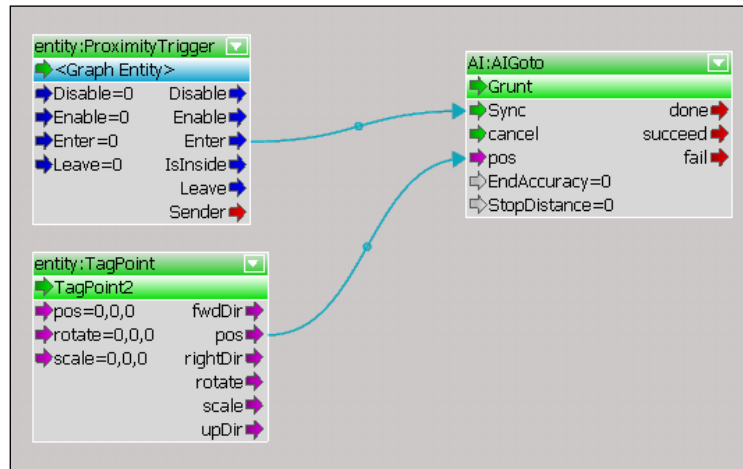 entity:ProximityTrigger
<Graph Entity>
Disable=0 Disable
Enable=0 Enable
Enter=0 Enter
Leave=0 IsInside
Leave
Sender
AI:AIGoto
Grunt
Sync done
cancel succeed
pos fail
EndAccuracy=0
StopDistance=0
entity:TagPoint
TagPoint2
pos=0,0,0 fwdDir
rotate=0,0,0 pos
scale=0,0,0 rightDir
rotate
scale
upDir